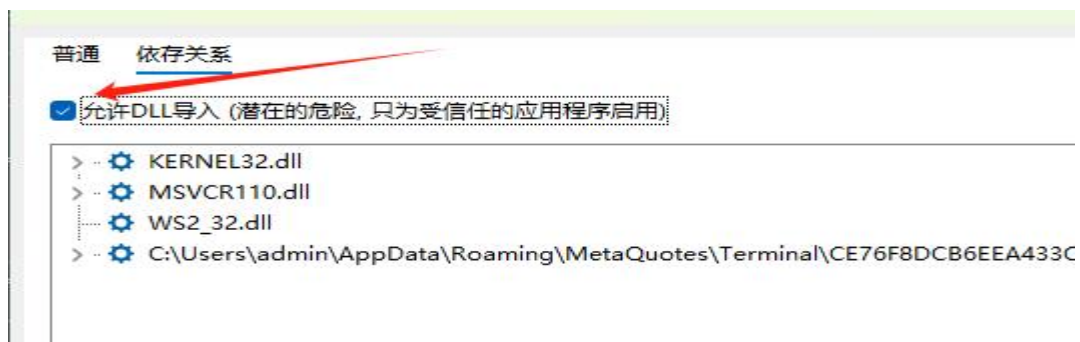 普通 依存关系
允许DLL导入 (潜在的危险, 只为受信任的应用程序启用)
KERNEL32.dll
MSVCR110.dll
WS2_32.dll
C:\Users\admin\AppData\Roaming\MetaQuotes\Terminal\CE76F8DCB6EEA433C